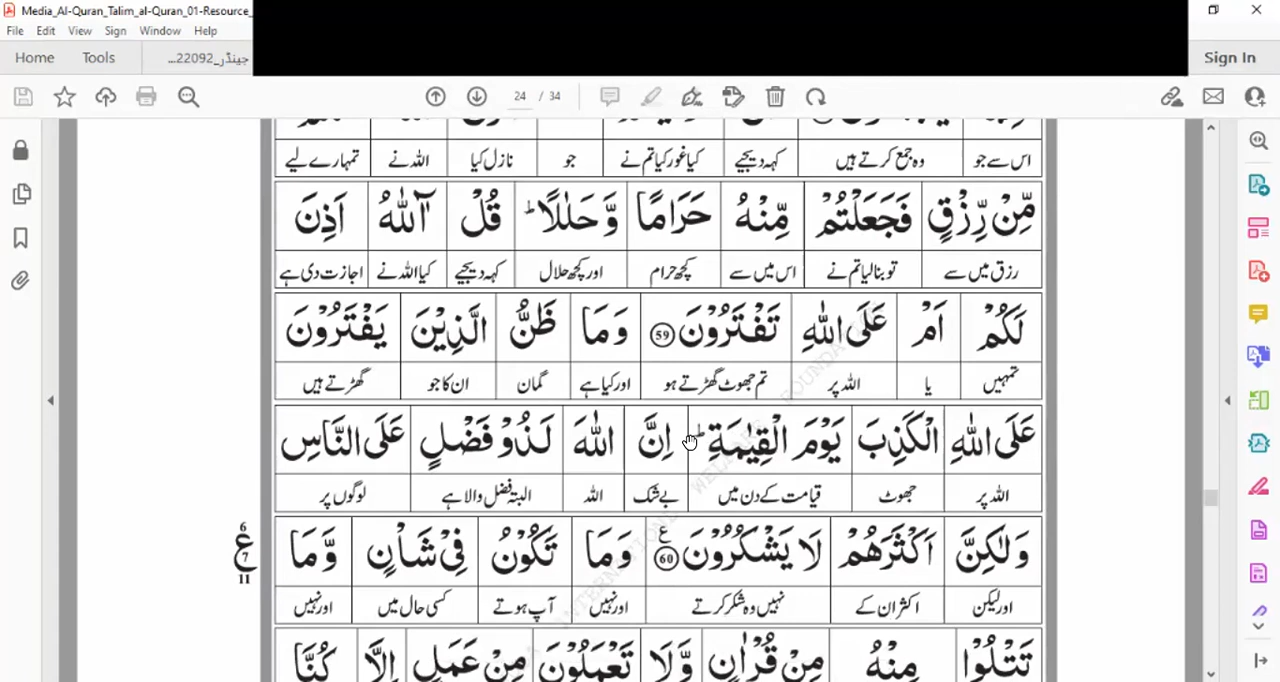 Media_Al-Quran_Talim_al-Quran_01-Resource_
File Edit View Sign Window Help
Home Tools جینڈر_22092... Sign In
24 / 34
اس سے جو وہ جمع کرتے ہیں کہہ دیجیے کیا غور کیا تم نے جو نازل کیا اللہ نے تمہارے لیے
مِّنْ رِّزْقٍ فَجَعَلْتُمْ مِّنْهُ حَرَامًا وَّحَلٰلًا ؕ قُلْ آٰللّٰهُ اَذِنَ
رزق میں سے تو بنا لیا تم نے اس میں سے کچھ حرام اور کچھ حلال کہہ دیجیے کیا اللہ نے اجازت دی ہے
لَكُمْ اَمْ عَلَى اللّٰهِ تَفْتَرُوْنَ ۝59 وَمَا ظَنُّ الَّذِيْنَ يَفْتَرُوْنَ
تمہیں یا اللہ پر تم جھوٹ گھڑتے ہو اور کیا ہے گمان ان کا جو گھڑتے ہیں
عَلَى اللّٰهِ الْكَذِبَ يَوْمَ الْقِيٰمَةِ ؕ اِنَّ اللّٰهَ لَذُوْ فَضْلٍ عَلَى النَّاسِ
اللہ پر جھوٹ قیامت کے دن میں بے شک اللہ البتہ فضل والا ہے لوگوں پر
وَلٰكِنَّ اَكْثَرَهُمْ لَا يَشْكُرُوْنَ ۝60 ع وَمَا تَكُوْنُ فِيْ شَاْنٍ وَّمَا
6 ع 7 11
اور لیکن اکثر ان کے نہیں وہ شکر کرتے اور نہیں آپ ہوتے کسی حال میں اور نہیں
تَتْلُوْا مِنْهُ مِنْ قُرْاٰنٍ وَّلَا تَعْمَلُوْنَ مِنْ عَمَلٍ اِلَّا كُنَّا